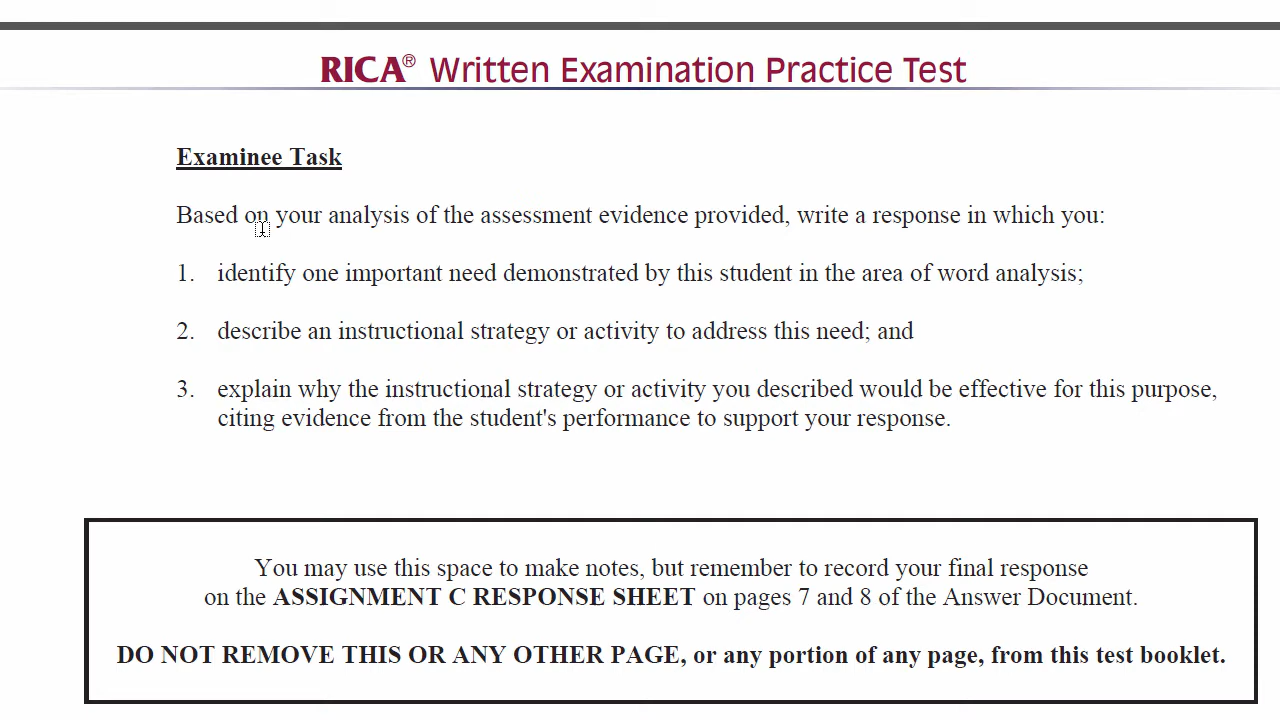 RICA® Written Examination Practice Test
Examinee Task
Based on your analysis of the assessment evidence provided, write a response in which you:
1. identify one important need demonstrated by this student in the area of word analysis;
2. describe an instructional strategy or activity to address this need; and
3. explain why the instructional strategy or activity you described would be effective for this purpose,
citing evidence from the student's performance to support your response.
You may use this space to make notes, but remember to record your final response
on the ASSIGNMENT C RESPONSE SHEET on pages 7 and 8 of the Answer Document.
DO NOT REMOVE THIS OR ANY OTHER PAGE, or any portion of any page, from this test booklet.